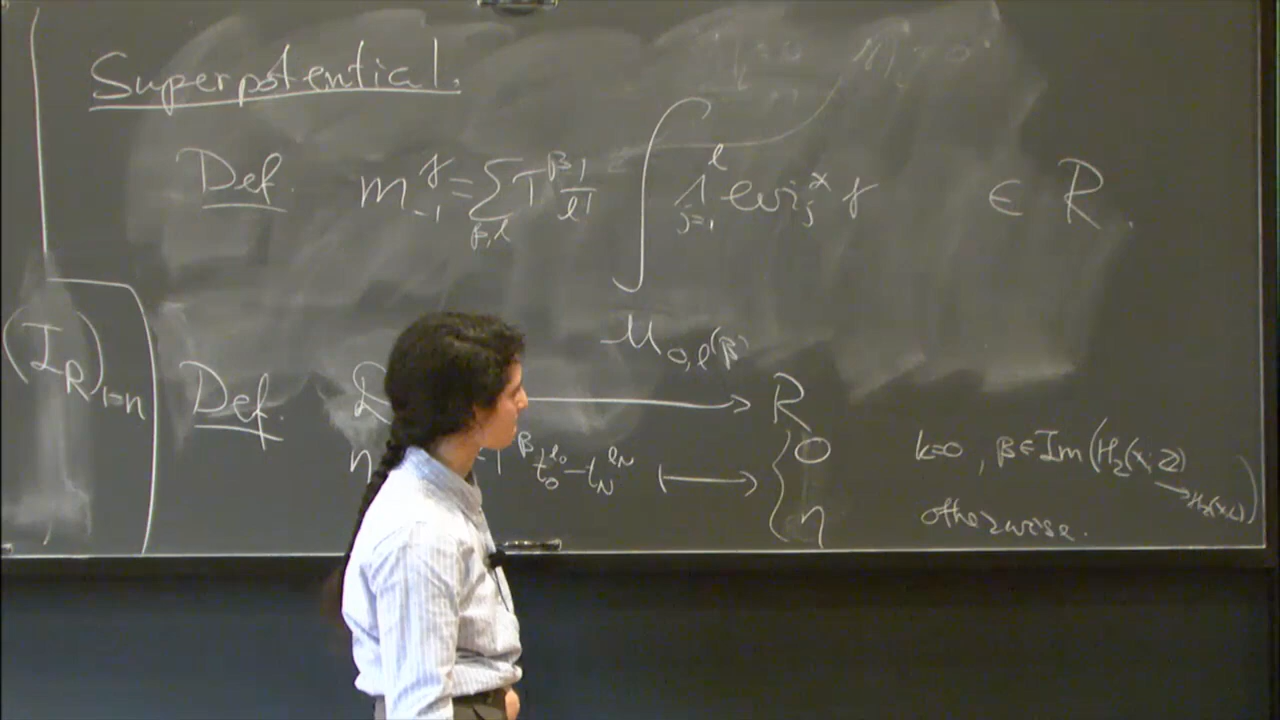 Superpotential.
Def. m_{-1}^γ = Σ_{β,l} T^β 1/l! ∫_{M_{0,l}(β)} ∧_{j=1}^l evi_j^* γ ∈ R.
(I_R)_{1=n}
Def. ⟶ R
η T^β t_0^{l_0} – t_N^{l_N} ⟼ { 0 k=0, β ∈ Im(H_2(X;Z) → H_2(X,L))
η otherwise.